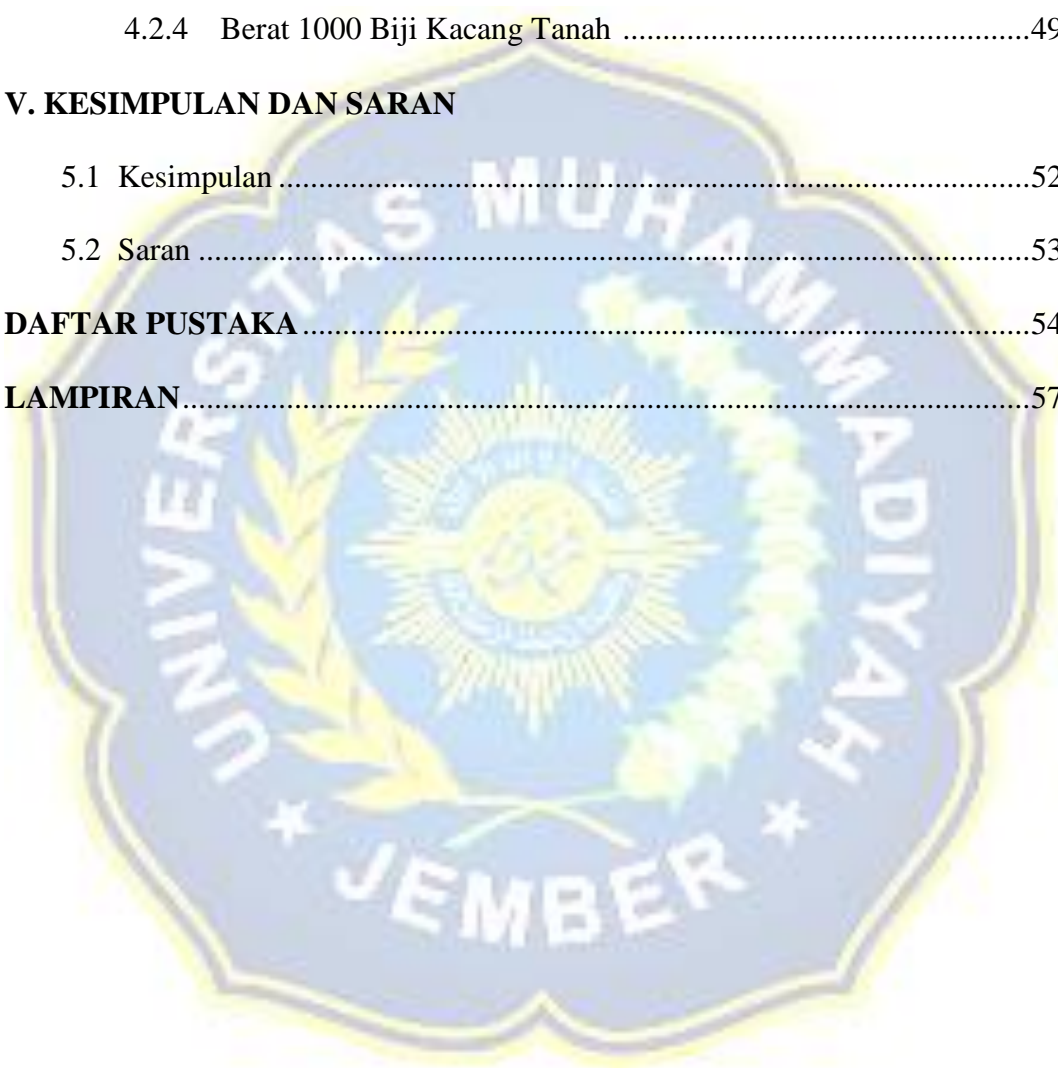 4.2.4 Berat 1000 Biji Kacang Tanah ...................................................49
V. KESIMPULAN DAN SARAN
5.1 Kesimpulan ..............................................................................................52
5.2 Saran ........................................................................................................53
DAFTAR PUSTAKA ...................................................................................54
LAMPIRAN ..................................................................................................57
UNIVERSITAS MUHAMMADIYAH
★ JEMBER ★